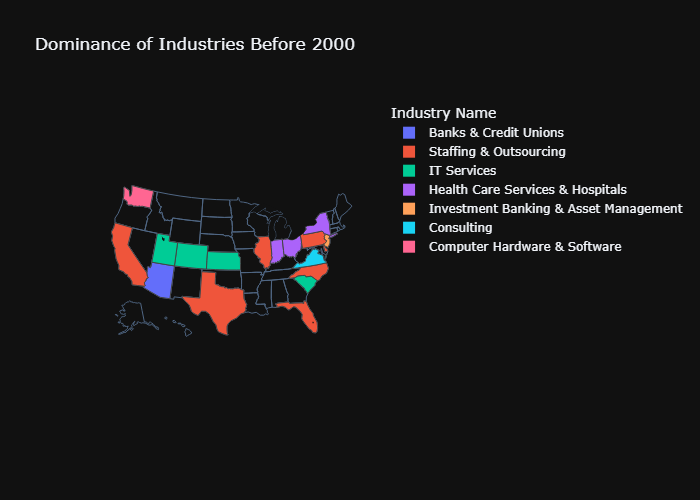 Dominance of Industries Before 2000
Industry Name
Banks & Credit Unions
Staffing & Outsourcing
IT Services
Health Care Services & Hospitals
Investment Banking & Asset Management
Consulting
Computer Hardware & Software